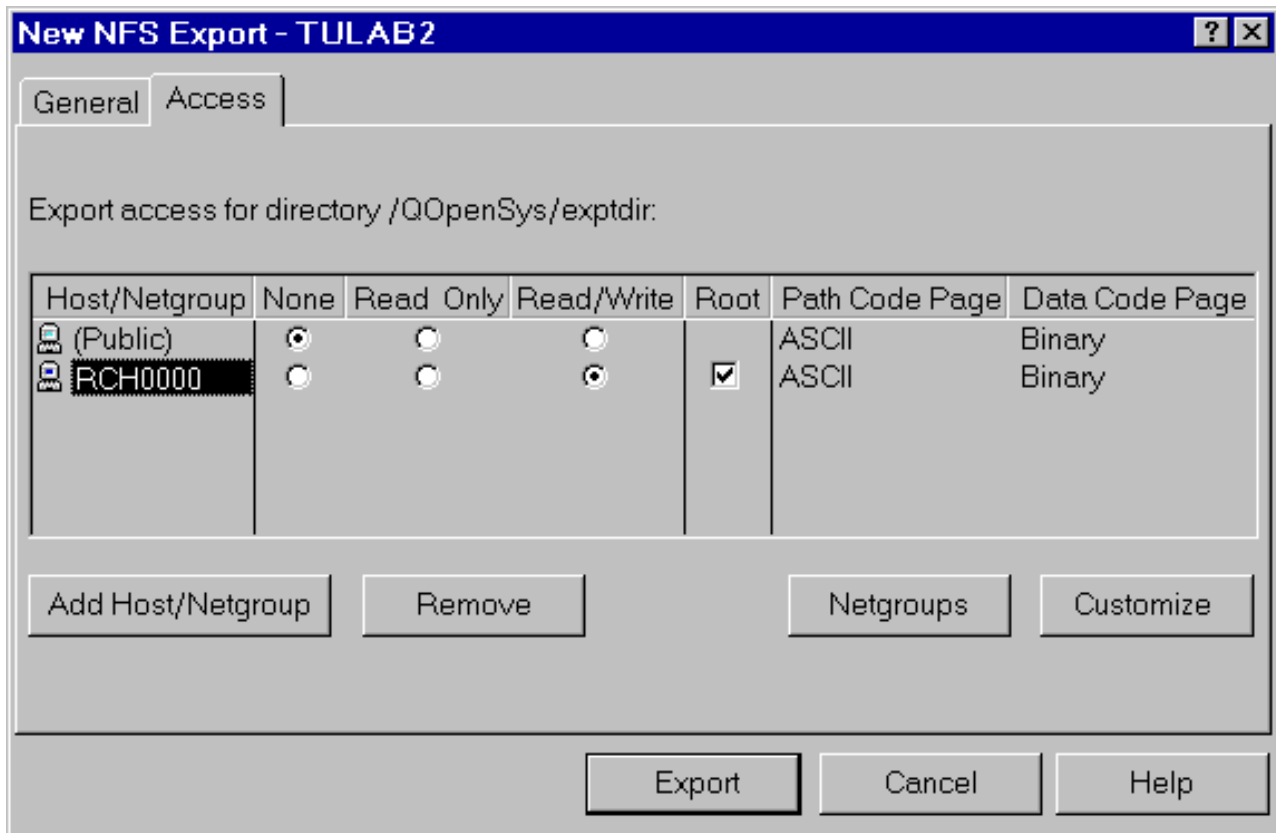 New NFS Export - TULAB2
General Access
Export access for directory /QOpenSys/exptdir:
Host/Netgroup None Read Only Read/Write Root Path Code Page Data Code Page
(Public) ASCII Binary
RCH0000 ASCII Binary
Add Host/Netgroup Remove Netgroups Customize
Export Cancel Help